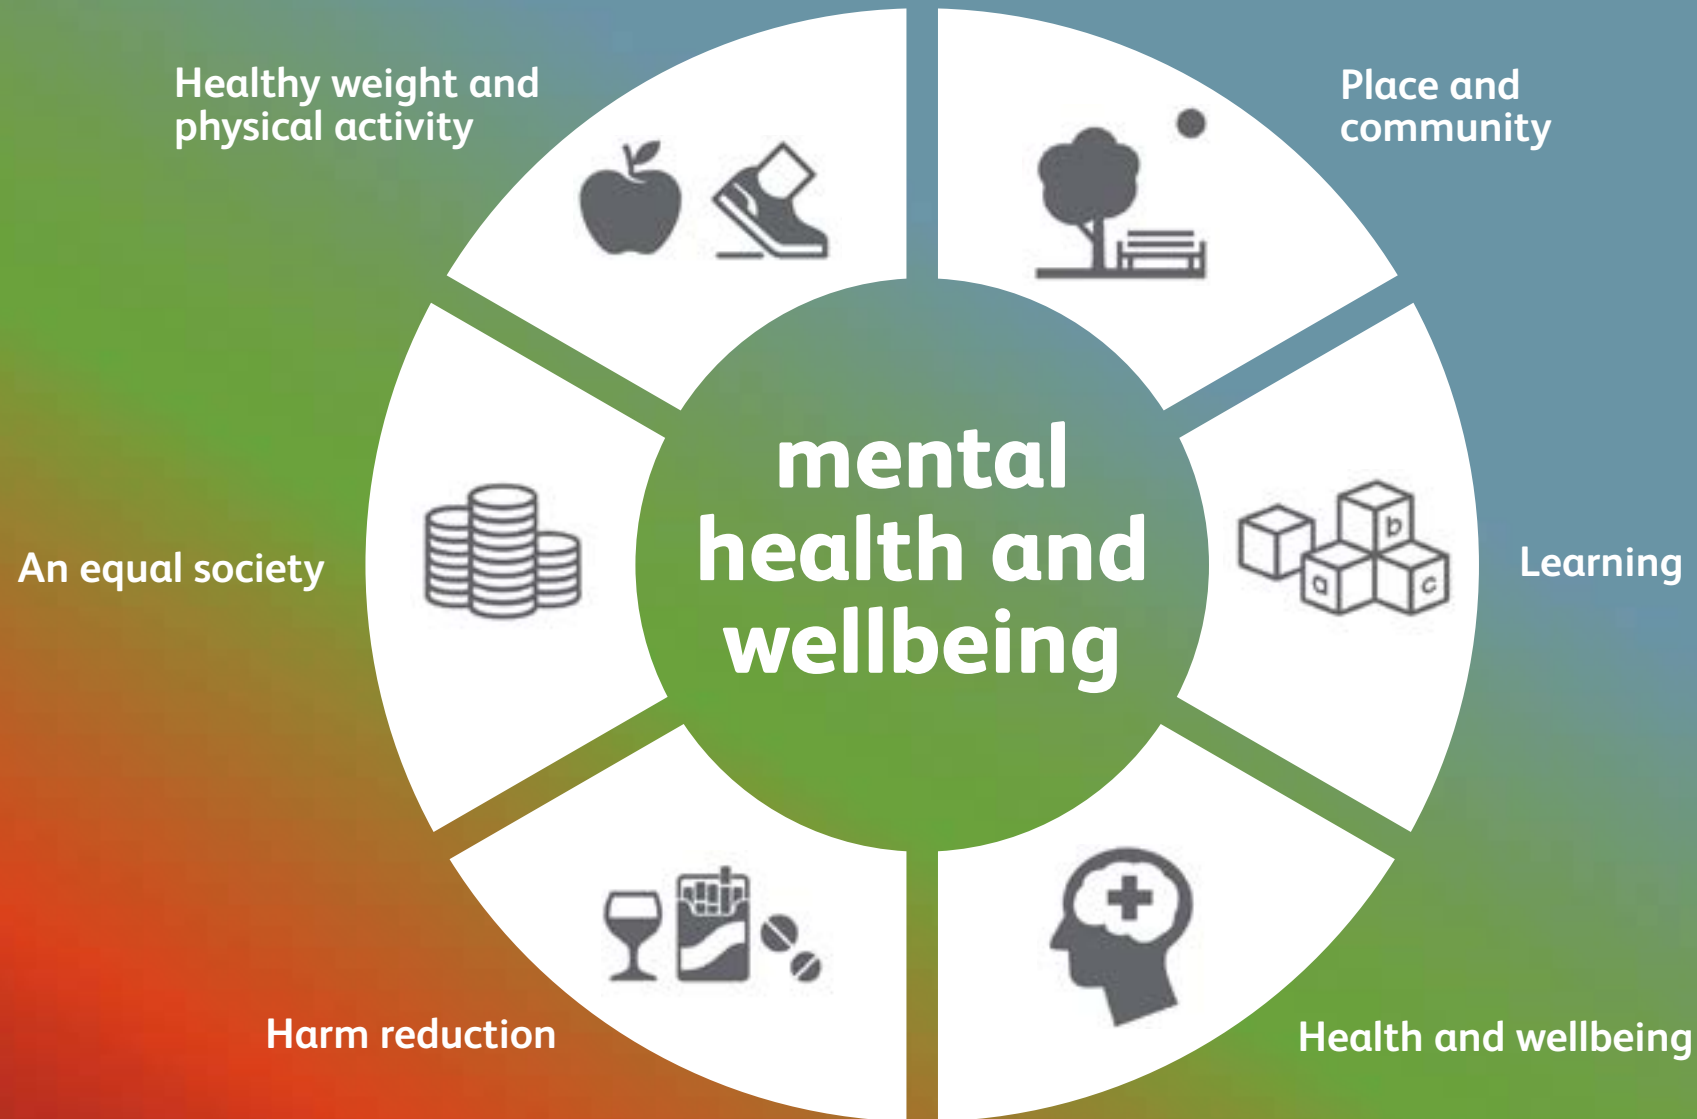 Healthy weight and
physical activity
Place and
community
An equal society
mental
health and
wellbeing
b
a
c
Learning
Harm reduction
Health and wellbeing